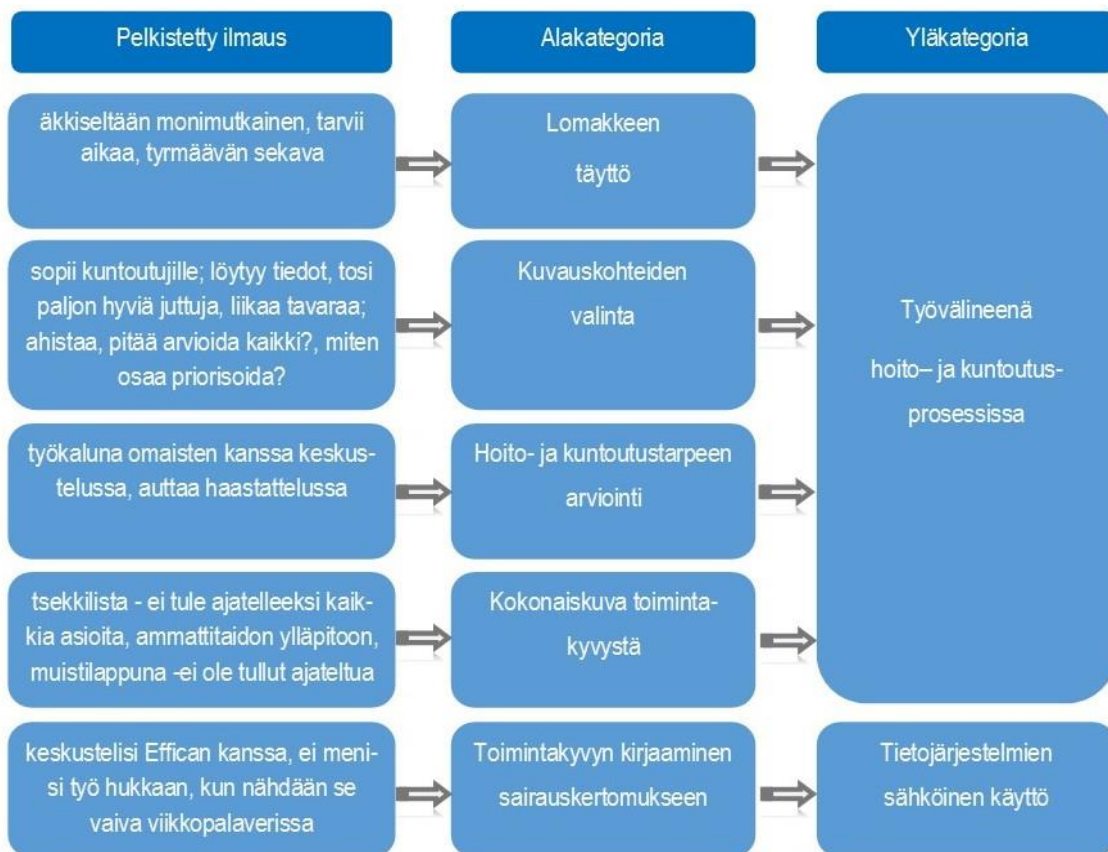 Pelkistetty ilmaus
Alakategoria
Yläkategoria
äkkiseltään monimutkainen, tarvii
aikaa, tyrmäävän sekava
Lomakkeen
täyttö
sopii kuntoutujille; löytyy tiedot, tosi
paljon hyviä juttuja, liikaa tavaraa;
ahistaa, pitää arvioida kaikki?, miten
osaa priorisoida?
Kuvauskohteiden
valinta
työkaluna omaisten kanssa keskus-
telussa, auttaa haastattelussa
Hoito- ja kuntoutustarpeen
arviointi
tsekkilista - ei tule ajatelleeksi kaik-
kia asioita, ammattitaidon ylläpitoon,
muistilappuna -ei ole tullut ajateltua
Kokonaiskuva toiminta-
kyvystä
Työvälineenä
hoito– ja kuntoutus-
prosessissa
keskustelisi Effican kanssa, ei meni-
si työ hukkaan, kun nähdään se
vaiva viikkopalaverissa
Toimintakyvyn kirjaaminen
sairauskertomukseen
Tietojärjestelmien
sähköinen käyttö